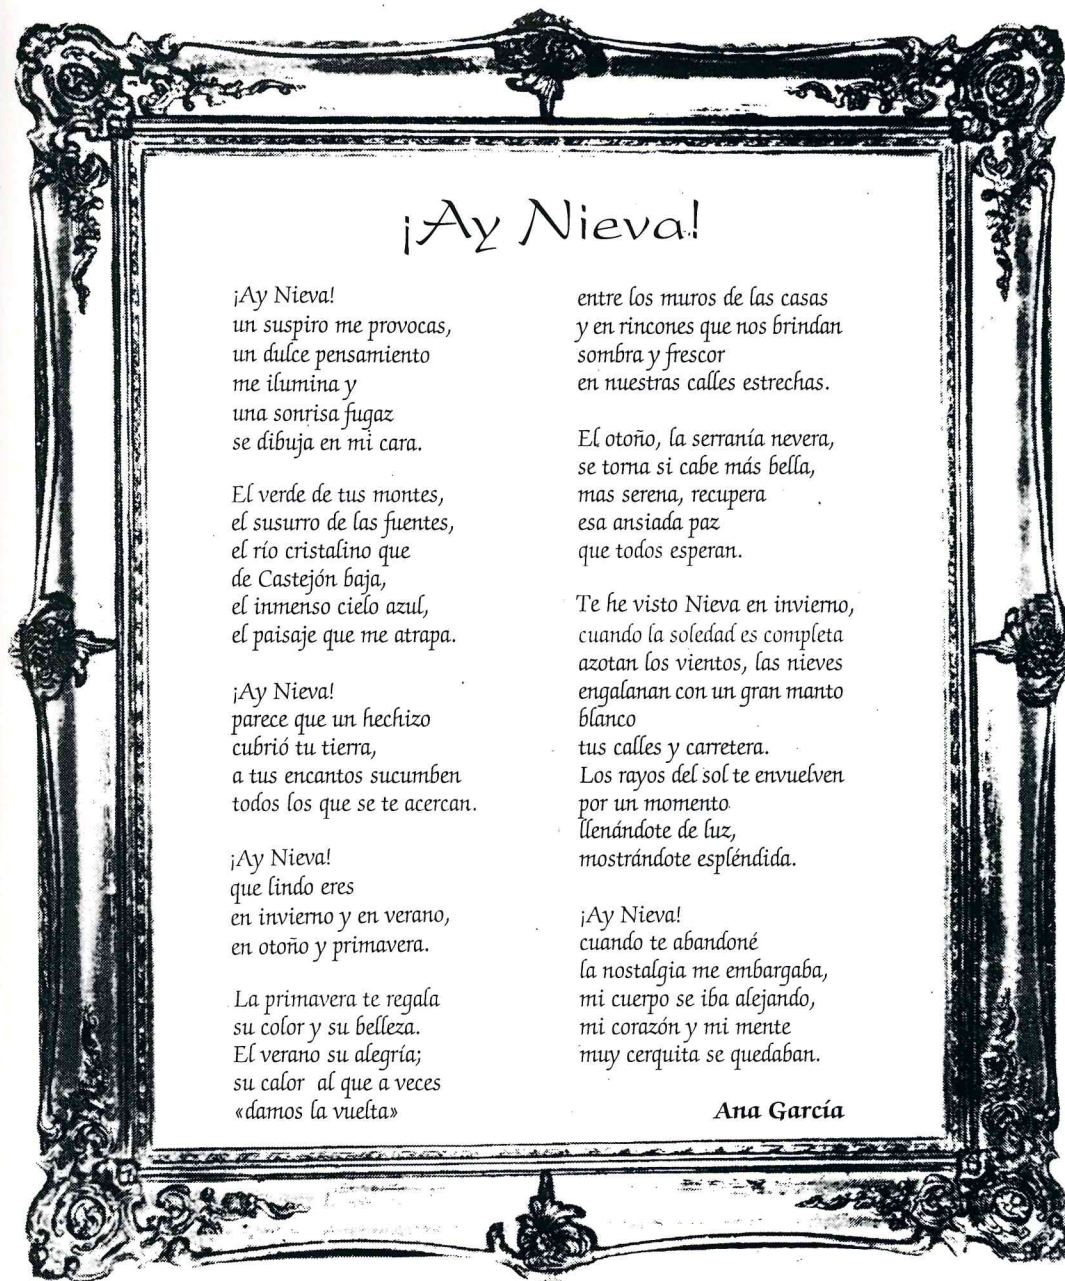 ¡Ay Nieva!
¡Ay Nieva!
un suspiro me provocas,
un dulce pensamiento
me ilumina y
una sonrisa fugaz
se dibuja en mi cara.
El verde de tus montes,
el susurro de las fuentes,
el río cristalino que
de Castejón baja,
el inmenso cielo azul,
el paisaje que me atrapa.
¡Ay Nieva!
parece que un hechizo
cubrió tu tierra,
a tus encantos sucumben
todos los que se te acercan.
¡Ay Nieva!
que lindo eres
en invierno y en verano,
en otoño y primavera.
La primavera te regala
su color y su belleza.
El verano su alegría;
su calor al que a veces
«damos la vuelta»
entre los muros de las casas
y en rincones que nos brindan
sombra y frescor
en nuestras calles estrechas.
El otoño, la serranía nevera,
se torna si cabe más bella,
mas serena, recupera
esa ansiada paz
que todos esperan.
Te he visto Nieva en invierno,
cuando la soledad es completa
azotan los vientos, las nieves
engalanan con un gran manto
blanco
tus calles y carretera.
Los rayos del sol te envuelven
por un momento
llenándote de luz,
mostrándote espléndida.
¡Ay Nieva!
cuando te abandoné
la nostalgia me embargaba,
mi cuerpo se iba alejando,
mi corazón y mi mente
muy cerquita se quedaban.
Ana García